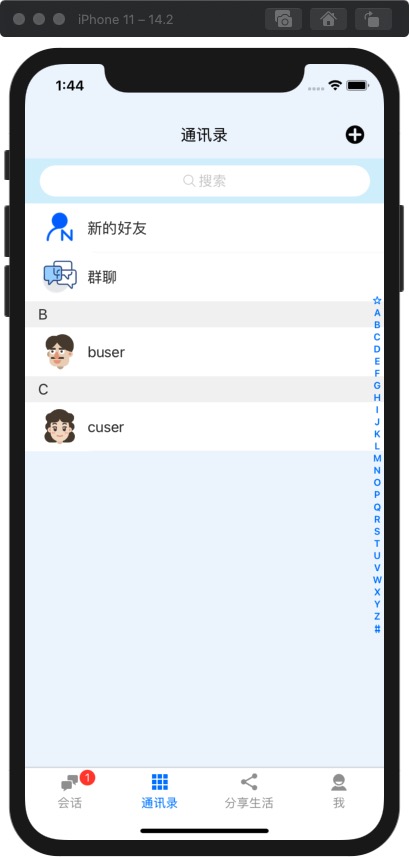 iPhone 11 – 14.2
1:44
通讯录
搜索
新的好友
群聊
B
buser
C
cuser
☆
A
B
C
D
E
F
G
H
I
J
K
L
M
N
O
P
Q
R
S
T
U
V
W
X
Y
Z
#
1
会话
通讯录
分享生活
我